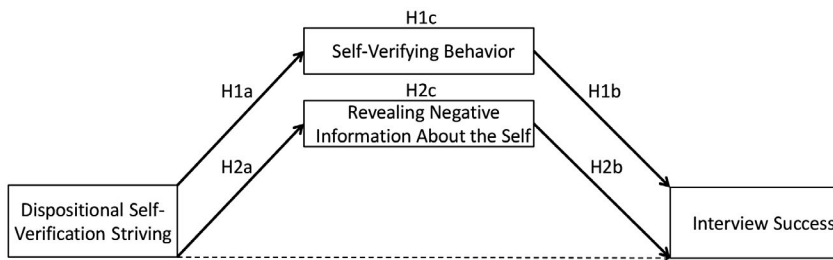 H1c
Self-Verifying Behavior
H1a
H1b
H2c
Revealing Negative
Information About the Self
H2a
H2b
Dispositional Self-
Verification Striving
Interview Success